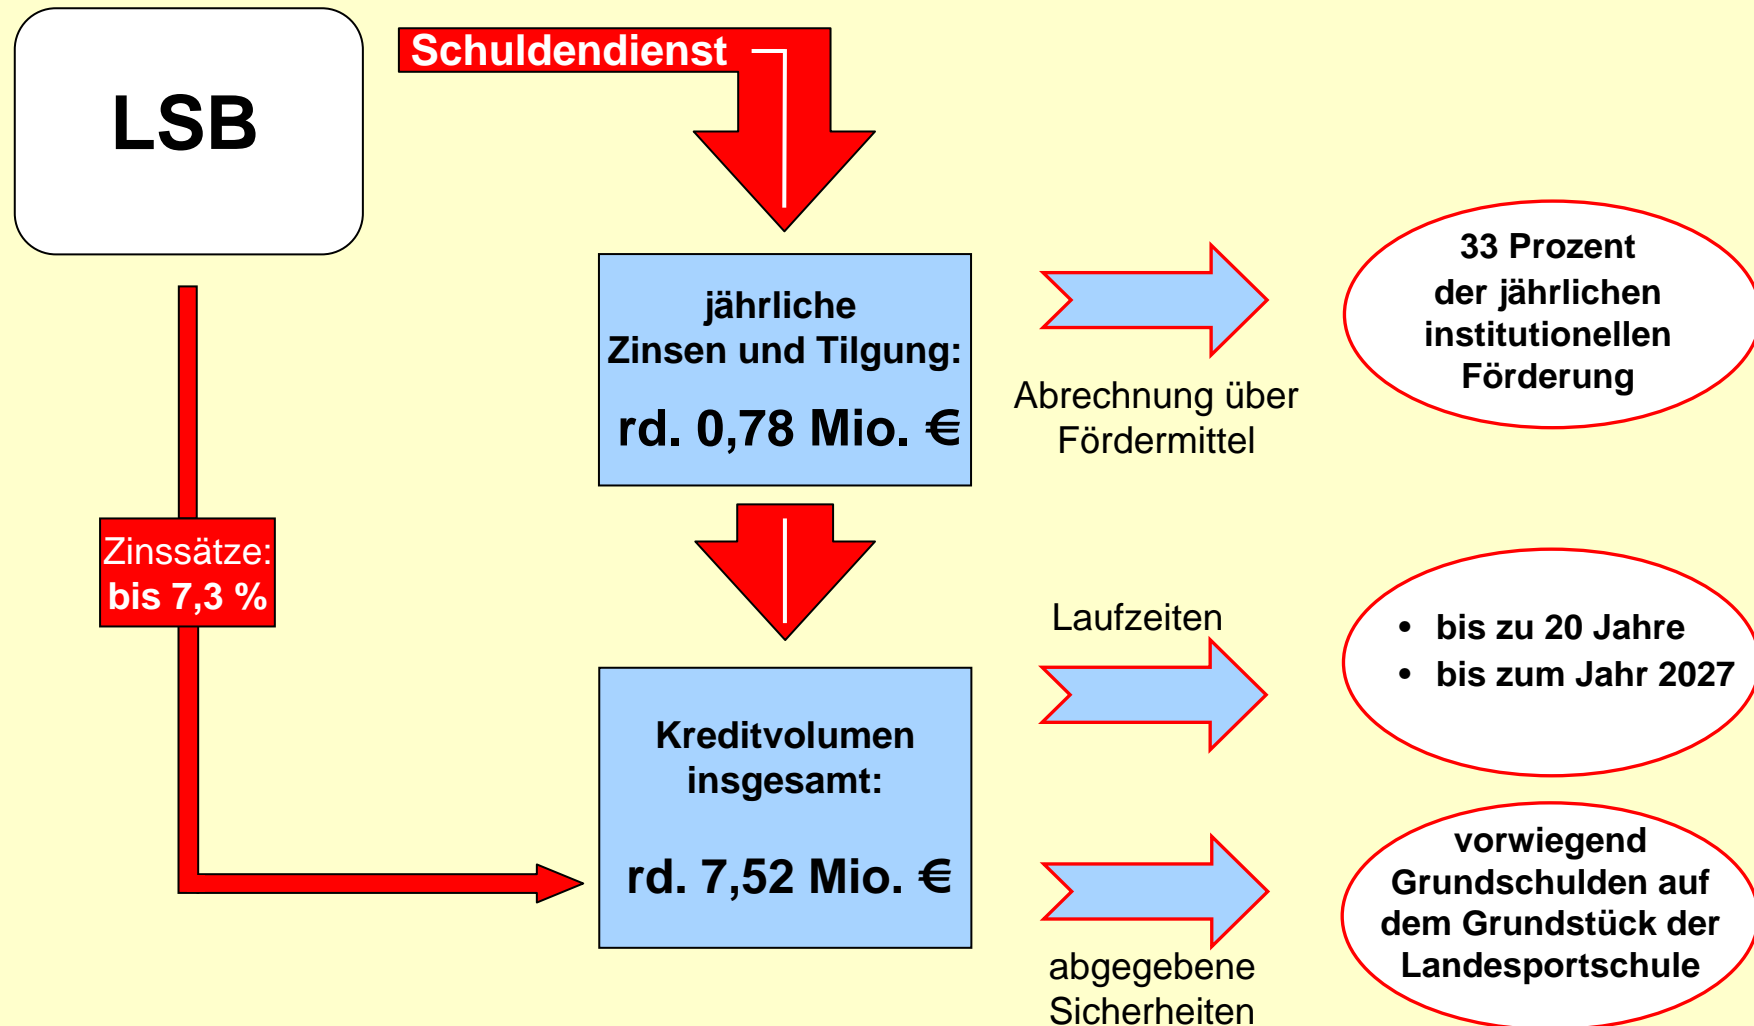 LSB
Schuldendienst
jährliche
Zinsen und Tilgung:
rd. 0,78 Mio. €
Abrechnung über
Fördermittel
33 Prozent
der jährlichen
institutionellen
Förderung
Zinssätze:
bis 7,3 %
Kreditvolumen
insgesamt:
rd. 7,52 Mio. €
Laufzeiten
• bis zu 20 Jahre
• bis zum Jahr 2027
abgegebene
Sicherheiten
vorwiegend
Grundschulden auf
dem Grundstück der
Landesportschule